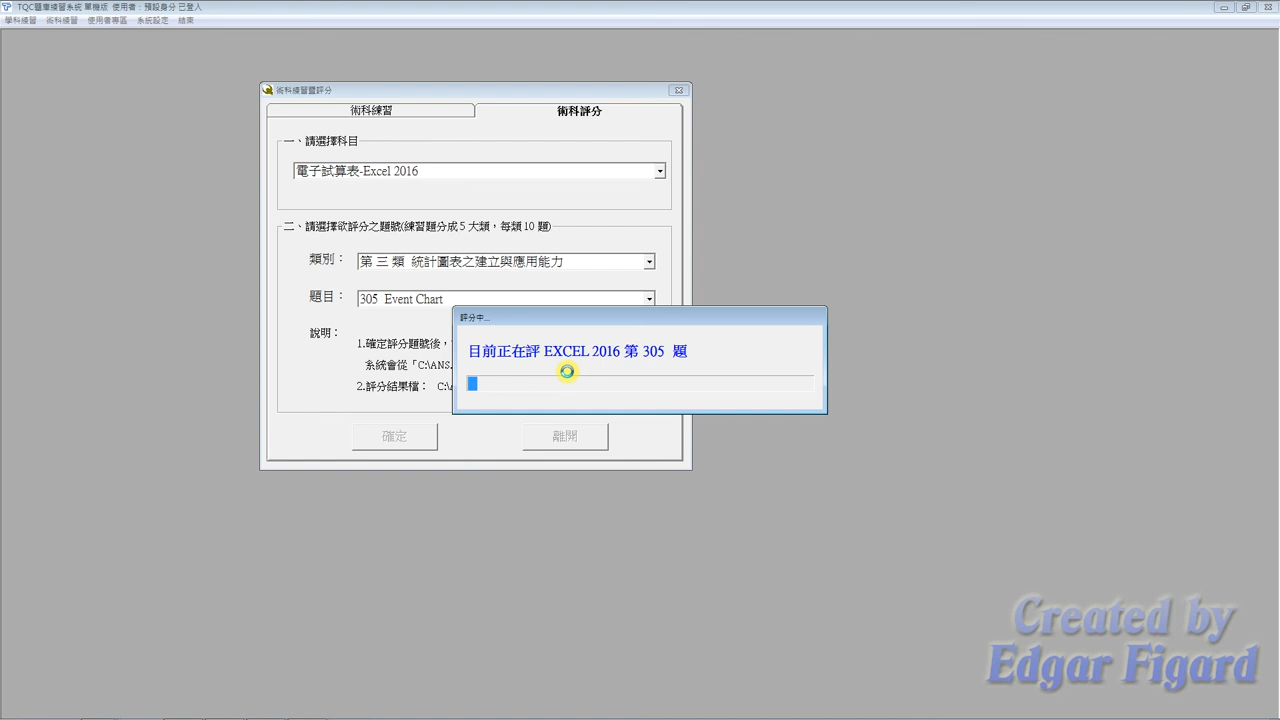 TQC題庫練習系統 單機版 使用者：預設身分 已登入
學科練習 術科練習 使用者專區 系統設定 結束
術科練習暨評分
術科練習 術科評分
一、請選擇科目
電子試算表-Excel 2016
二、請選擇欲評分之題號(練習題分成 5 大類，每類 10 題)
類別： 第 三 類 統計圖表之建立與應用能力
題目： 305 Event Chart
說明：
1.確定評分題號後，
系統會從「C:\ANS.
2.評分結果檔： C:\
評分中...
目前正在評 EXCEL 2016 第 305 題
確定 離開
Created by
Edgar Figard